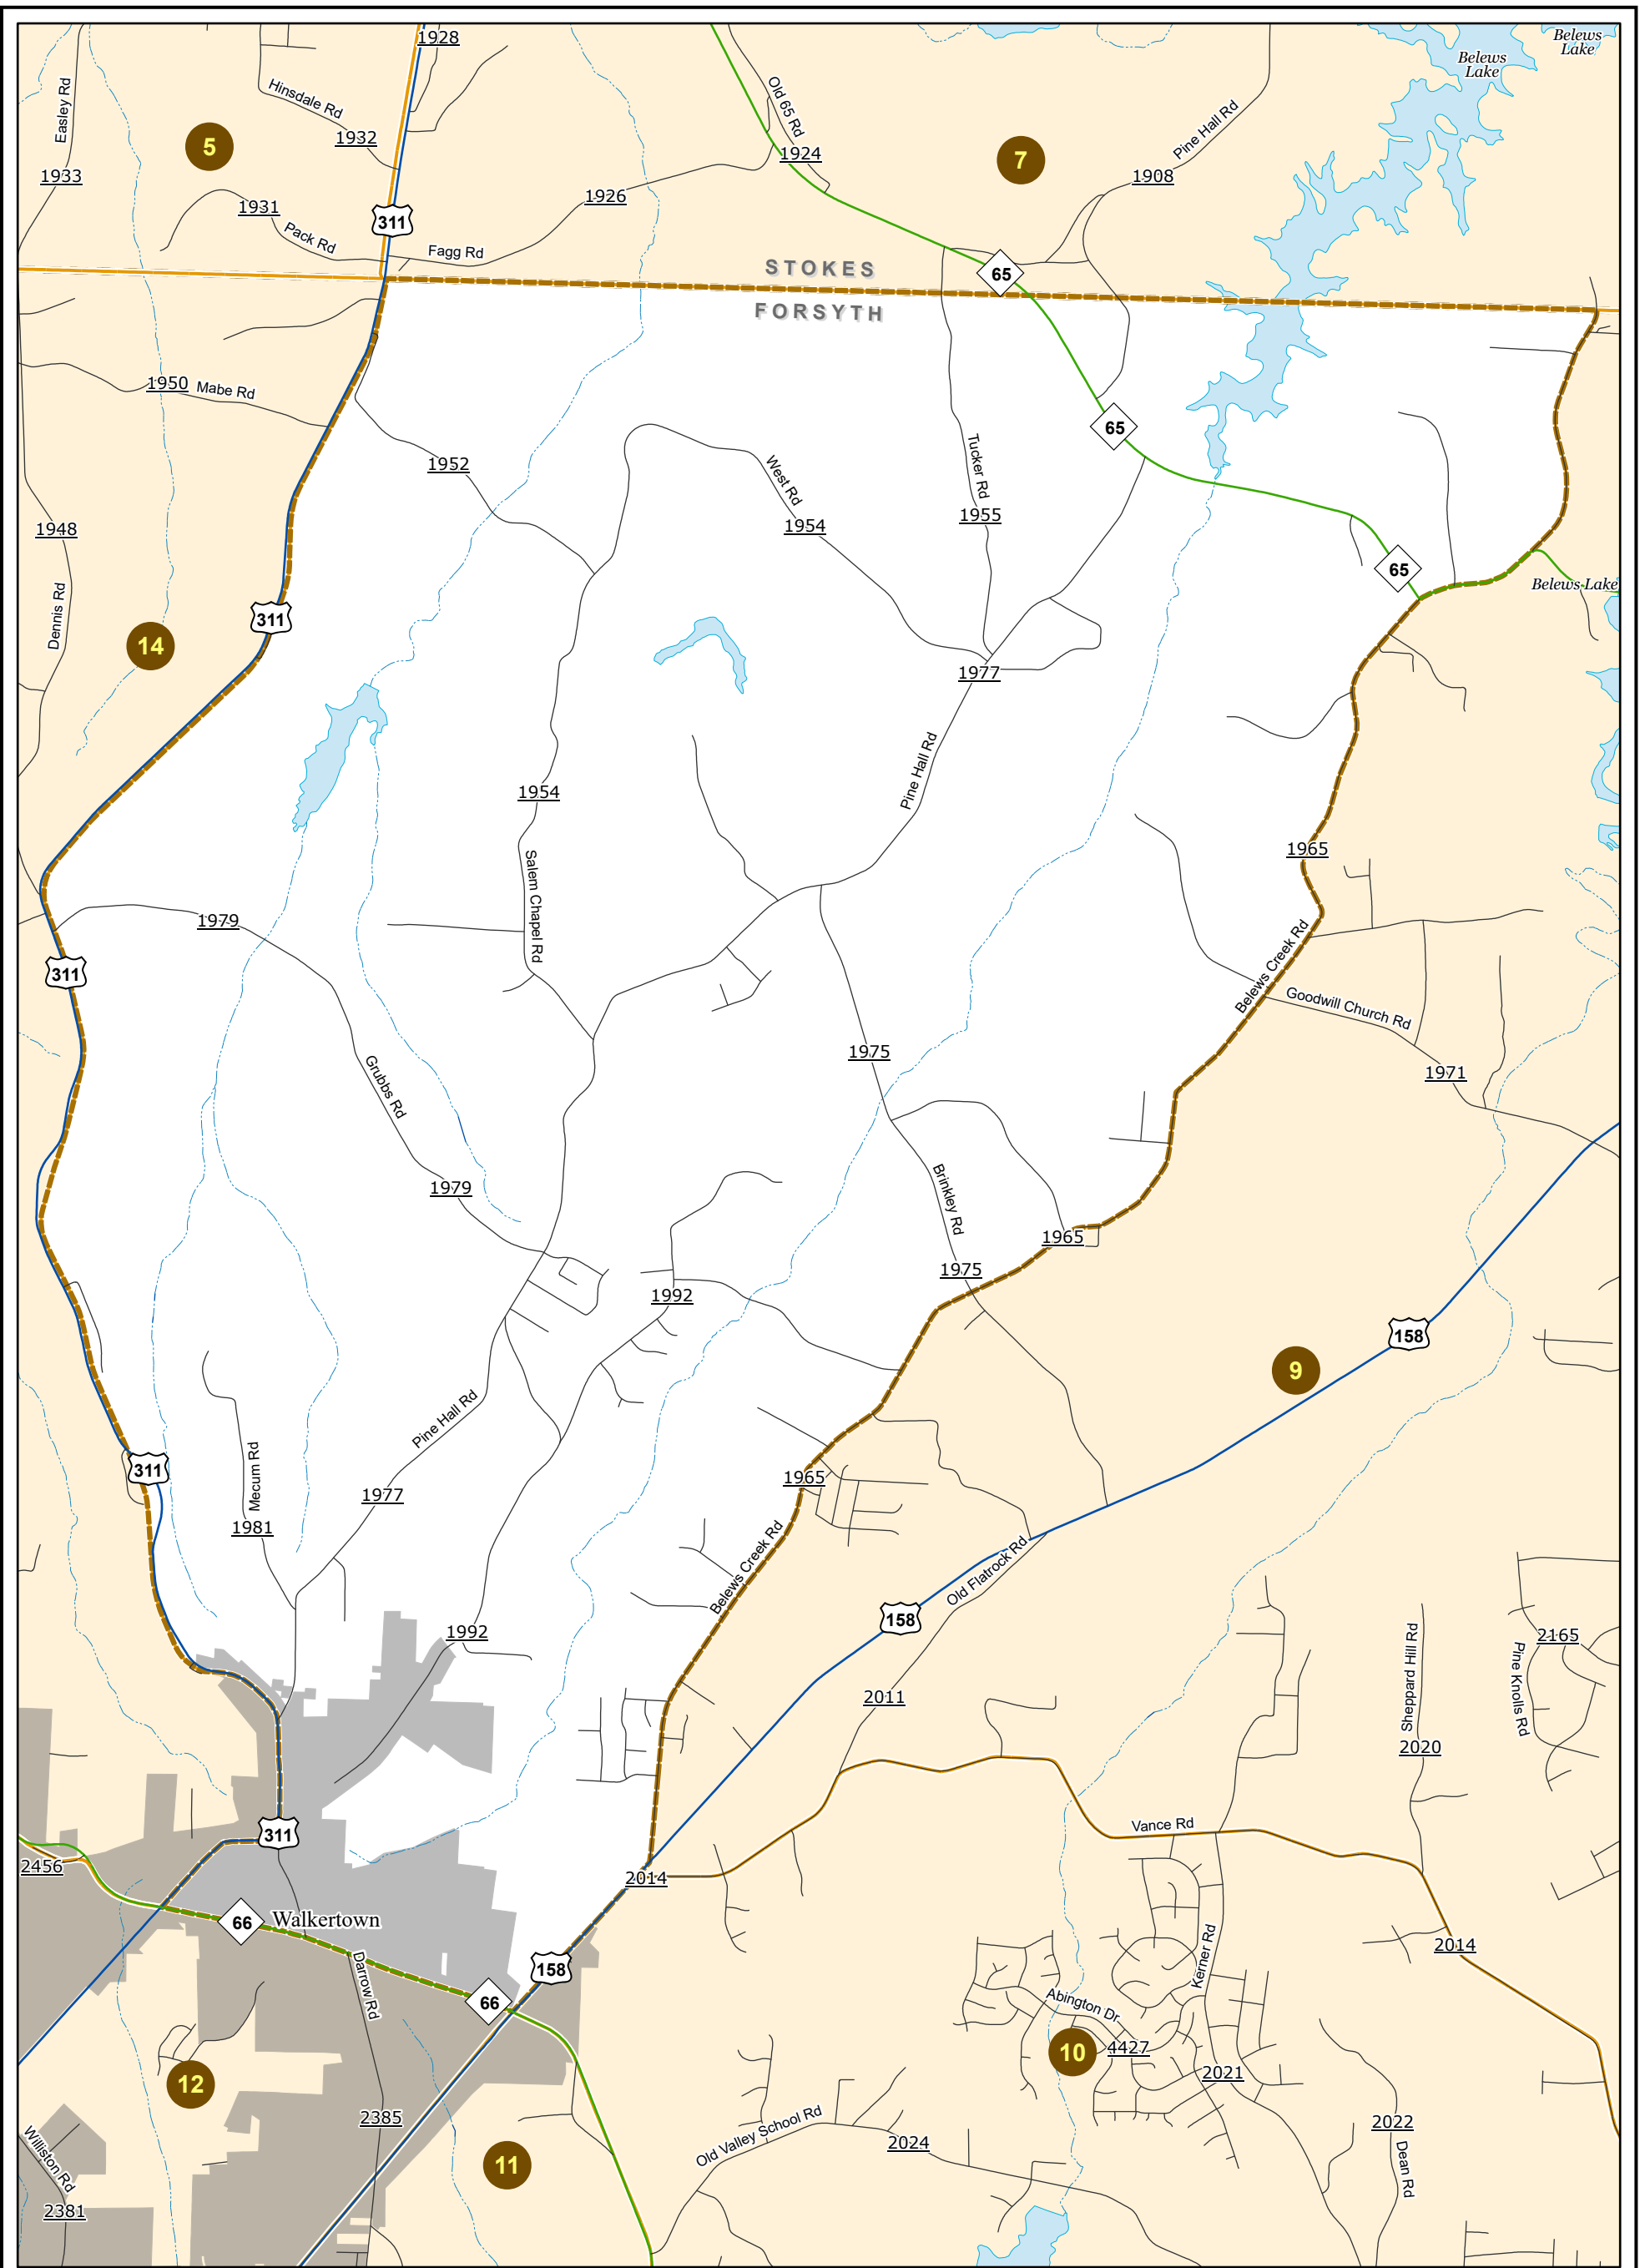 1928
Belews
Lake
Belews
Lake
Easley Rd
Hinsdale Rd
Old 65 Rd
Pine Hall Rd
5
1932
1924
7
1933
1908
1926
1931
311
Pack Rd
Fagg Rd
STOKES
65
FORSYTH
1950
Mabe Rd
65
1952
Tucker Rd
West Rd
1955
1954
1948
65
Belews Lake
Dennis Rd
311
14
1977
Pine Hall Rd
1954
1965
Salem Chapel Rd
1979
311
Belews Creek Rd
Goodwill Church Rd
1975
1971
Grubbs Rd
1979
Brinkley Rd
1965
1975
1992
158
9
Pine Hall Rd
311
Mecum Rd
1965
1977
1981
Belews Creek Rd
Old Flatrock Rd
158
1992
2165
Sheppard Hill Rd
Pine Knolls Rd
2011
2020
Vance Rd
311
2456
2014
66
Walkertown
2014
Kerner Rd
158
Darrow Rd
66
Abington Dr
10
4427
2021
12
2385
2022
Old Valley School Rd
2024
Williston Rd
11
Dean Rd
2381